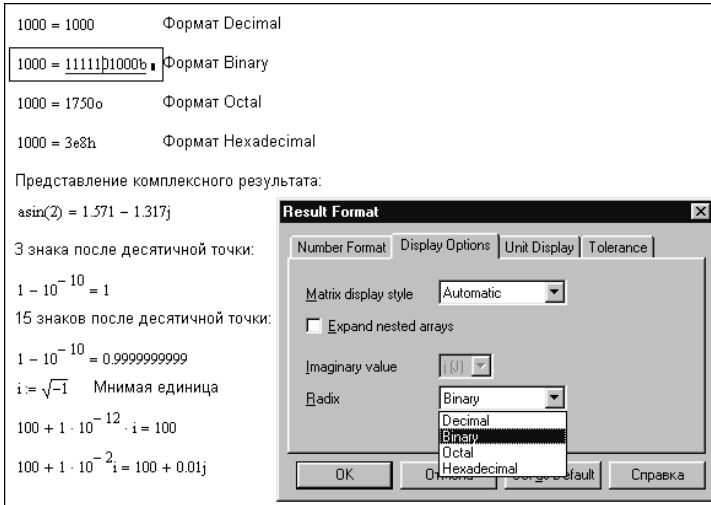 1000 = 1000 Формат Decimal
1000 = 1111101000b Формат Binary
1000 = 1750o Формат Octal
1000 = 3e8h Формат Hexadecimal
Представление комплексного результата:
asin(2) = 1.571 − 1.317j
3 знака после десятичной точки:
1 − 10^−10 = 1
15 знаков после десятичной точки:
1 − 10^−10 = 0.9999999999
i := √−1 Мнимая единица
100 + 1 · 10^−12 · i = 100
100 + 1 · 10^−2i = 100 + 0.01j
Result Format
Number Format Display Options Unit Display Tolerance
Matrix display style Automatic
Expand nested arrays
Imaginary value i (J)
Radix Binary
Decimal
Binary
Octal
Hexadecimal
OK Справка